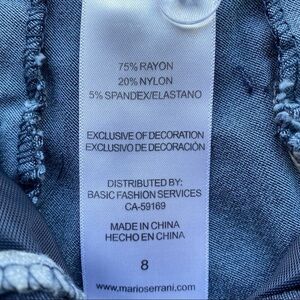 75% RAYON
20% NYLON
5% SPANDEX/ELASTANO
EXCLUSIVE OF DECORATION
EXCLUSIVO DE DECORACIÓN
DISTRIBUTED BY:
BASIC FASHION SERVICES
CA-59169
MADE IN CHINA
HECHO EN CHINA
8
www.marioserrani.com